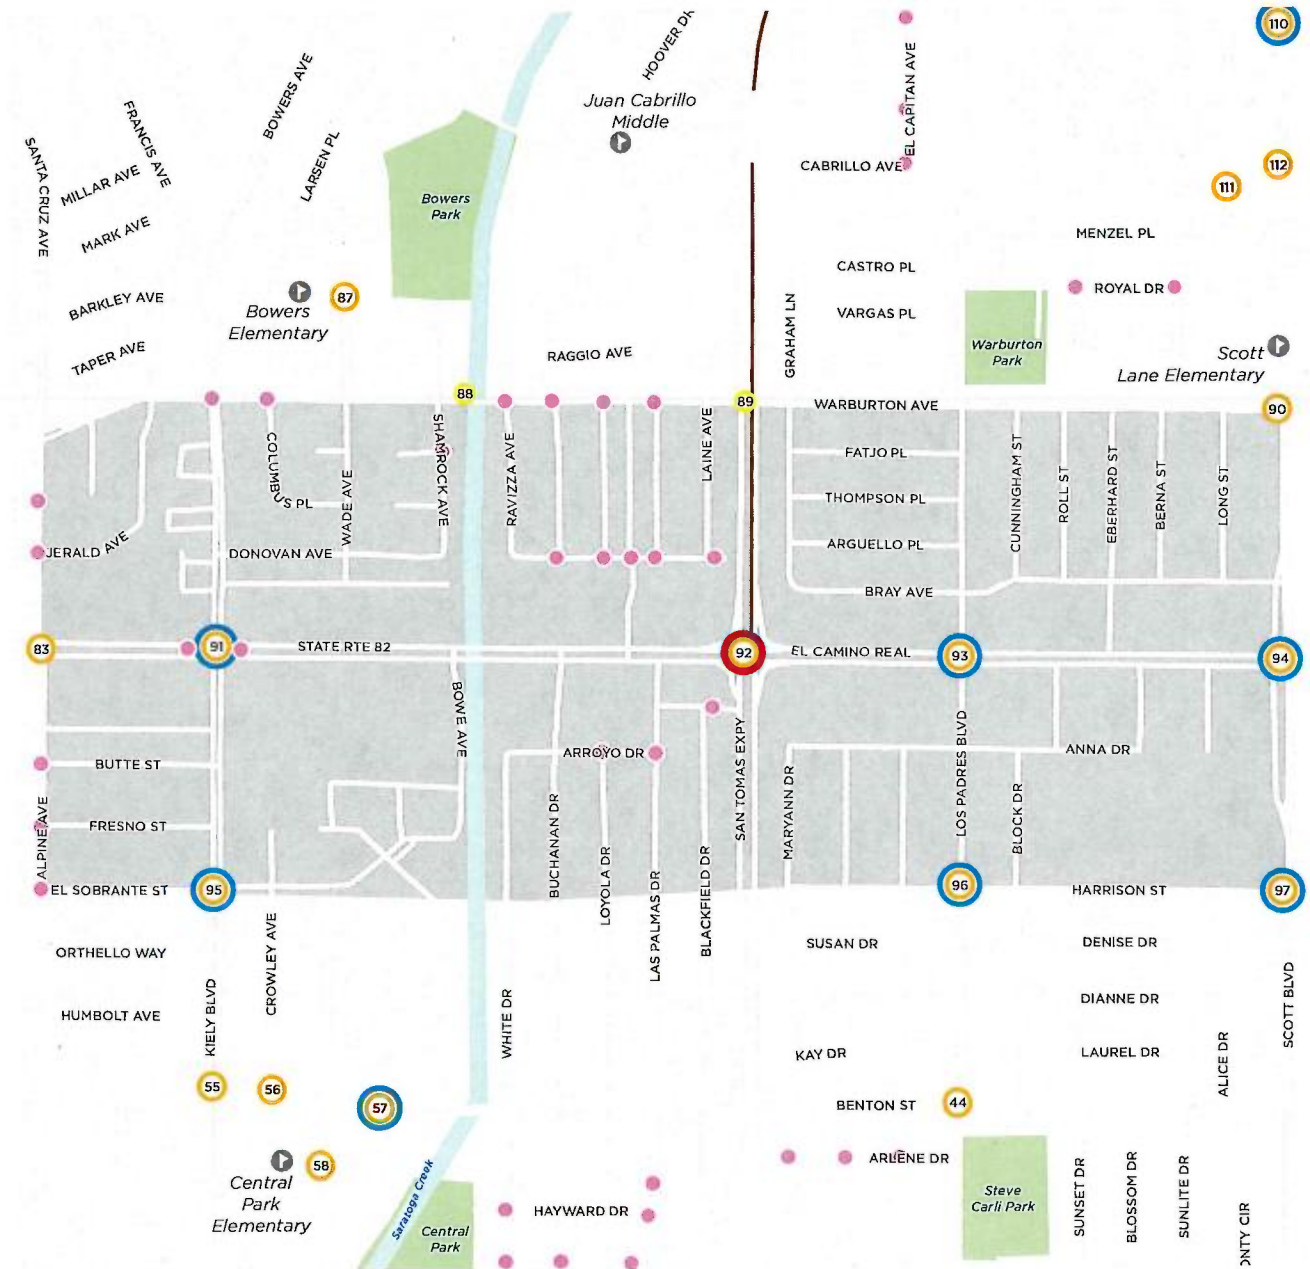 110
HOOVER DR
EL CAPITAN AVE
BOWERS AVE
Juan Cabrillo
Middle
FRANCIS AVE
SANTA CRUZ AVE
MILLAR AVE
LARSEN PL
CABRILLO AVE
112
111
Bowers
Park
MARK AVE
MENZEL PL
CASTRO PL
ROYAL DR
87
BARKLEY AVE
Bowers
Elementary
VARGAS PL
GRAHAM LN
Warburton
Park
TAPER AVE
RAGGIO AVE
Scott
Lane Elementary
88
89
WARBURTON AVE
90
COLUMBUS PL
SHAMROCK AVE
RAVIZZA AVE
LAINE AVE
FATJO PL
WADE AVE
THOMPSON PL
CUNNINGHAM ST
ROLL ST
EBERHARD ST
BERNA ST
LONG ST
JERALD AVE
DONOVAN AVE
ARGUELLO PL
BRAY AVE
83
91
STATE RTE 82
92
EL CAMINO REAL
93
94
BOWE AVE
SAN TOMAS EXPY
LOS PADRES BLVD
ARROYO DR
ANNA DR
BUTTE ST
ALPINE AVE
FRESNO ST
BUCHANAN DR
MARYANN DR
BLOCK DR
EL SOBRANTE ST
95
LOYOLA DR
LAS PALMAS DR
BLACKFIELD DR
96
HARRISON ST
97
ORTHELLO WAY
CROWLEY AVE
SUSAN DR
DENISE DR
HUMBOLT AVE
KIELY BLVD
WHITE DR
DIANNE DR
SCOTT BLVD
KAY DR
LAUREL DR
ALICE DR
55
56
57
BENTON ST
44
58
ARLENE DR
Central
Park
Elementary
Saratoga Creek
Central
Park
HAYWARD DR
Steve
Carli Park
SUNSET DR
BLOSSOM DR
SUNLITE DR
ONTY CIR